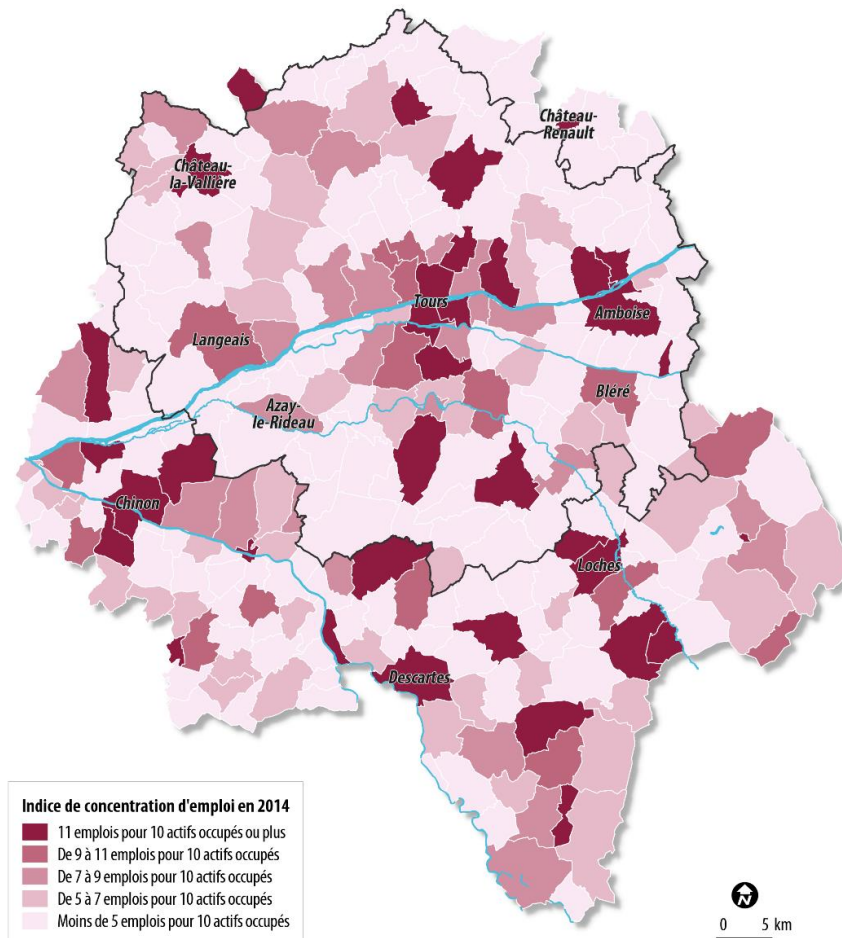 Château-
Renault
Château-
la-Vallière
Tours
Amboise
Langeais
Bléré
Azay-
le-Rideau
Chinon
Loches
Descartes
Indice de concentration d'emploi en 2014
11 emplois pour 10 actifs occupés ou plus
De 9 à 11 emplois pour 10 actifs occupés
De 7 à 9 emplois pour 10 actifs occupés
De 5 à 7 emplois pour 10 actifs occupés
Moins de 5 emplois pour 10 actifs occupés
N
0 5 km